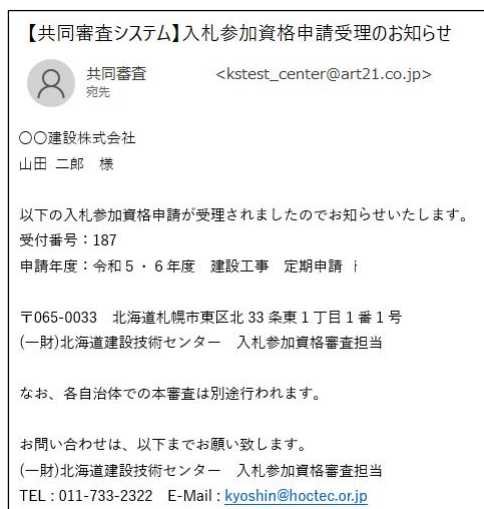 【共同審査システム】入札参加資格申請受理のお知らせ
共同審査 <kstest_center@art21.co.jp>
宛先
〇〇建設株式会社
山田 二郎 様
以下の入札参加資格申請が受理されましたのでお知らせいたします。
受付番号：187
申請年度：令和５・６年度 建設工事 定期申請
〒065-0033 北海道札幌市東区北 33 条東 1 丁目 1 番 1 号
(一財)北海道建設技術センター 入札参加資格審査担当
なお、各自治体での本審査は別途行われます。
お問い合わせは、以下までお願い致します。
(一財)北海道建設技術センター 入札参加資格審査担当
TEL : 011-733-2322 E-Mail : kyoshin@hoctec.or.jp